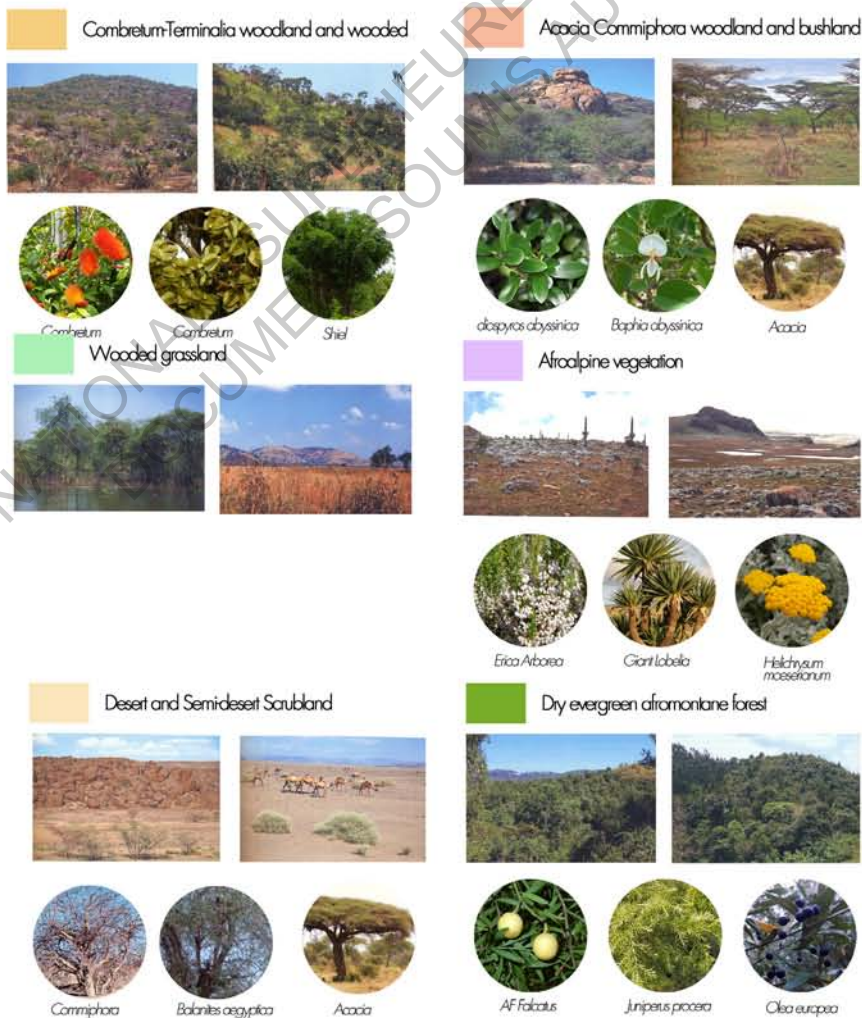 Combretum-Terminalia woodland and wooded
Acacia Commiphora woodland and bushland
Combretum
Combretum
Shiel
diospyros abyssinica
Baphia abyssinica
Acacia
Wooded grassland
Afroalpine vegetation
Erica Arborea
Giant Lobelia
Helichrysum
moeserianum
Desert and Semi-desert Scrubland
Dry evergreen afromontane forest
Commiphora
Balanites aegyptica
Acacia
AF Falcatus
Juniperus procera
Olea europea